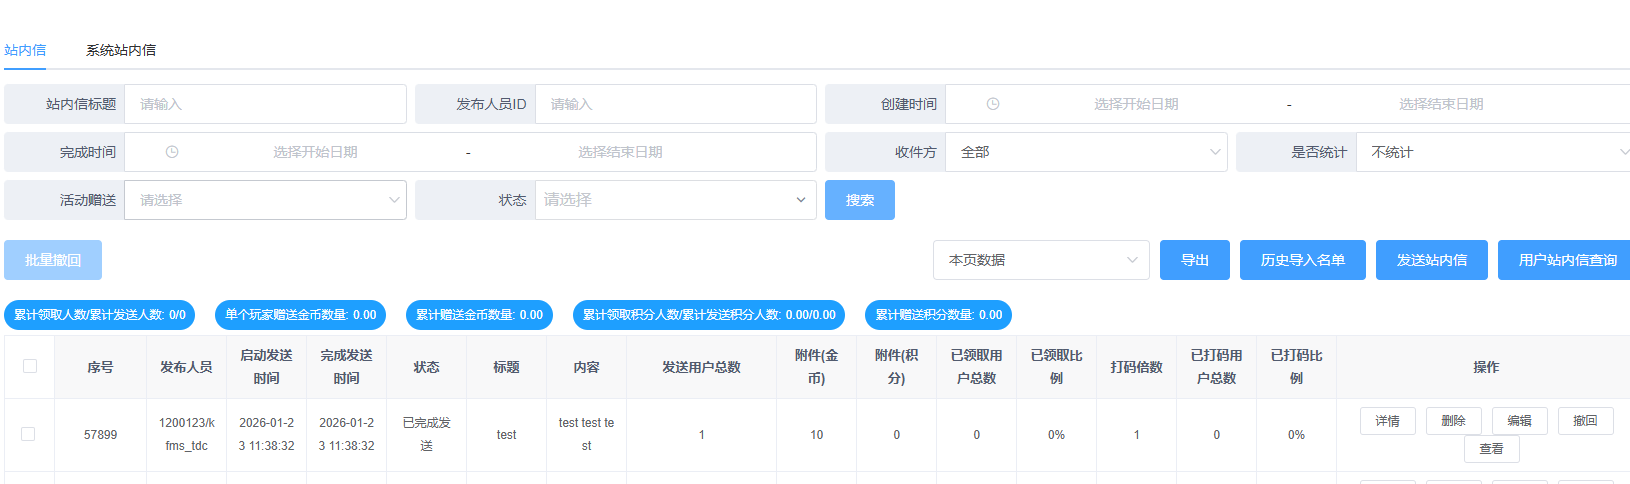 站内信 系统站内信
站内信标题 请输入 发布人员ID 请输入 创建时间 选择开始日期 - 选择结束日期
完成时间 选择开始日期 - 选择结束日期 收件方 全部 是否统计 不统计
活动赠送 请选择 状态 请选择 搜索
批量撤回 本页数据 导出 历史导入名单 发送站内信 用户站内信查询
累计领取人数/累计发送人数: 0/0 单个玩家赠送金币数量: 0.00 累计赠送金币数量: 0.00 累计领取积分人数/累计发送积分人数: 0.00/0.00 累计赠送积分数量: 0.00
序号 发布人员 启动发送 完成发送 状态 标题 内容 发送用户总数 附件(金 附件(积 已领取用 已领取比 打码倍数 已打码用 已打码比 操作
时间 时间 币) 分) 户总数 例 户总数 例
57899 1200123/k 2026-01-2 2026-01-2 已完成发 test test test te 1 10 0 0 0% 1 0 0% 详情 删除 编辑 撤回
fms_tdc 3 11:38:32 3 11:38:32 送 st 查看